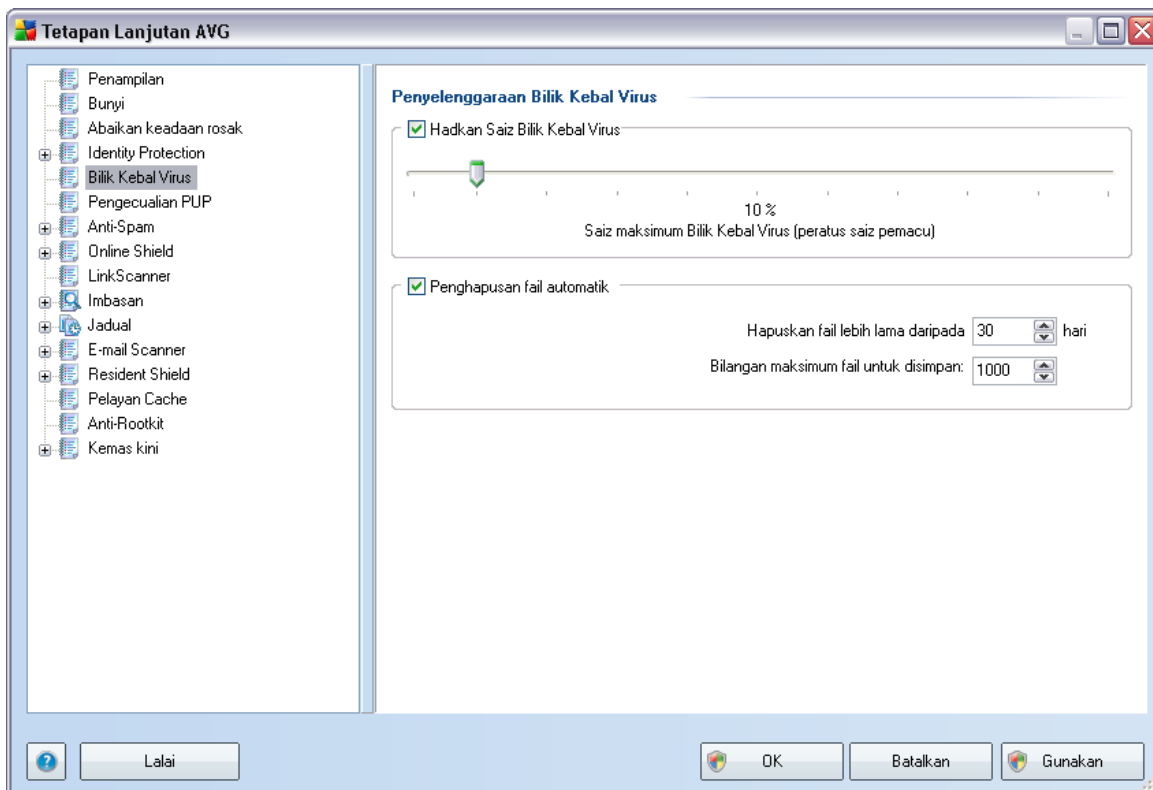 Tetapan Lanjutan AVG
Penampilan
Bunyi
Abaikan keadaan rosak
Identity Protection
Bilik Kebal Virus
Pengecualian PUP
Anti-Spam
Online Shield
LinkScanner
Imbasan
Jadual
E-mail Scanner
Resident Shield
Pelayan Cache
Anti-Rootkit
Kemas kini
Penyelenggaraan Bilik Kebal Virus
Hadkan Saiz Bilik Kebal Virus
10 %
Saiz maksimum Bilik Kebal Virus (peratus saiz pemacu)
Penghapusan fail automatik
Hapuskan fail lebih lama daripada 30 hari
Bilangan maksimum fail untuk disimpan: 1000
Lalai
OK
Batalkan
Gunakan